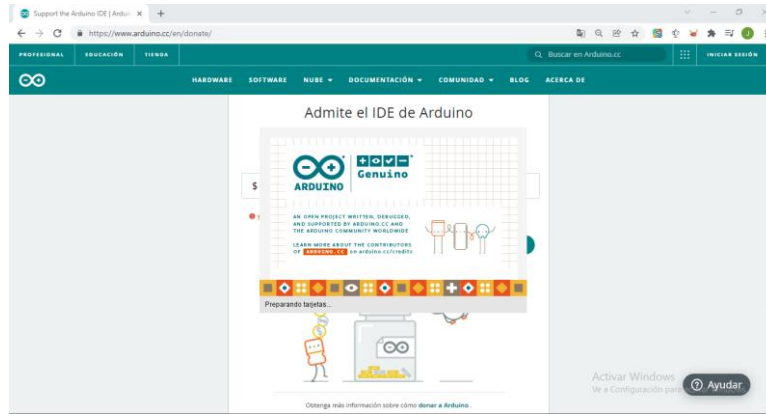 Support the Arduino IDE | Ardui
https://www.arduino.cc/en/donate/
PROFESIONAL EDUCACIÓN TIENDA Buscar en Arduino.cc INICIAR SESIÓN
HARDWARE SOFTWARE NUBE DOCUMENTACIÓN COMUNIDAD BLOG ACERCA DE
Admite el IDE de Arduino
$
ARDUINO Genuino
AN OPEN PROJECT WRITTEN, DEBUGGED,
AND SUPPORTED BY ARDUINO.CC AND
THE ARDUINO COMMUNITY WORLDWIDE
LEARN MORE ABOUT THE CONTRIBUTORS
OF ARDUINO.CC on arduino.cc/credits
Preparando tarjetas...
Obtenga más información sobre cómo donar a Arduino .
Activar Windows
Ve a Configuración para
Ayudar